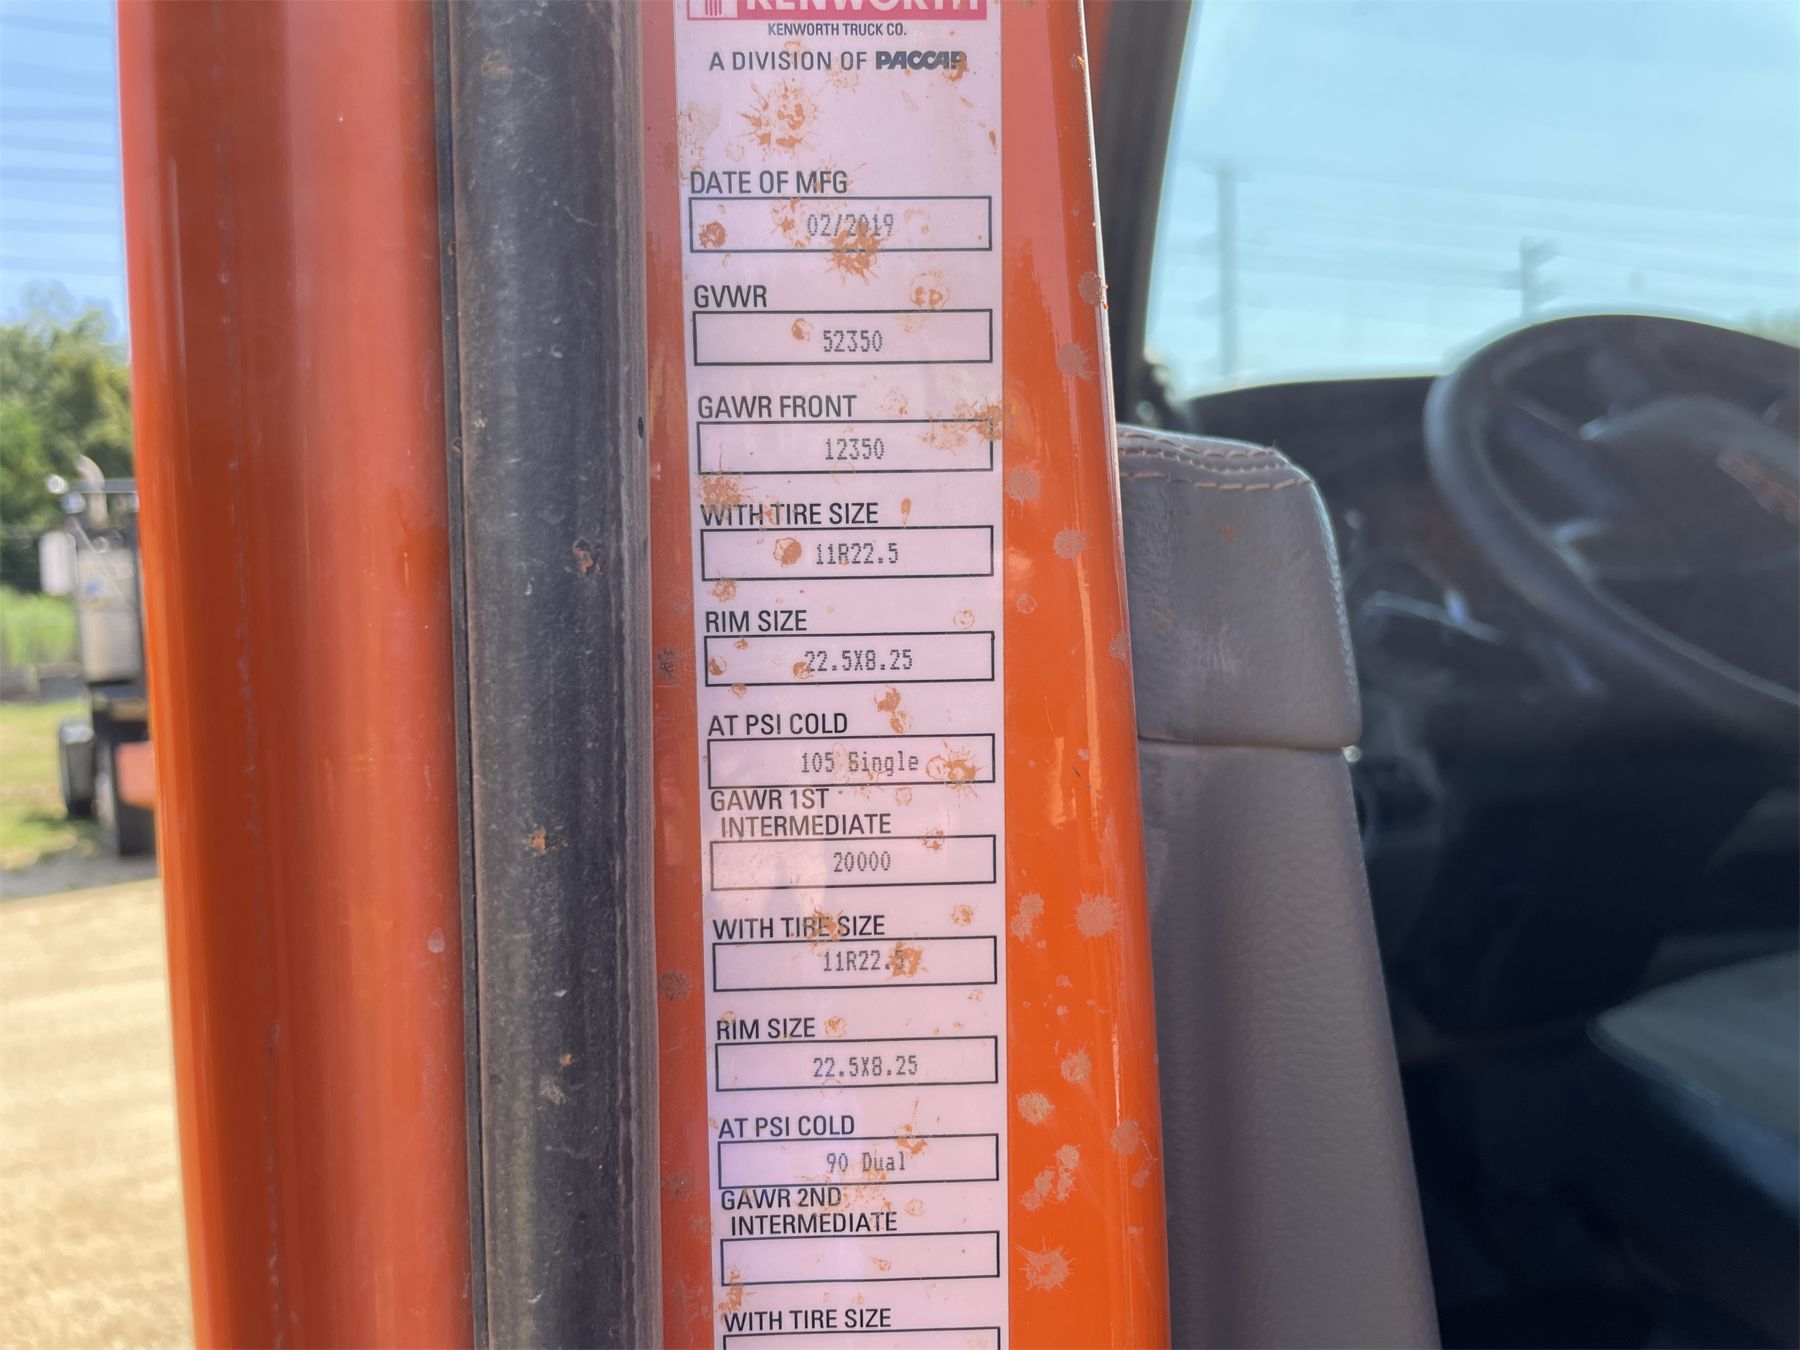 KENWORTH
KENWORTH TRUCK CO.
A DIVISION OF PACCAR
DATE OF MFG
02/2019
GVWR
52350
GAWR FRONT
12350
WITH TIRE SIZE
11R22.5
RIM SIZE
22.5X8.25
AT PSI COLD
105 Single
GAWR 1ST
INTERMEDIATE
20000
WITH TIRE SIZE
11R22.5
RIM SIZE
22.5X8.25
AT PSI COLD
90 Dual
GAWR 2ND
INTERMEDIATE
WITH TIRE SIZE